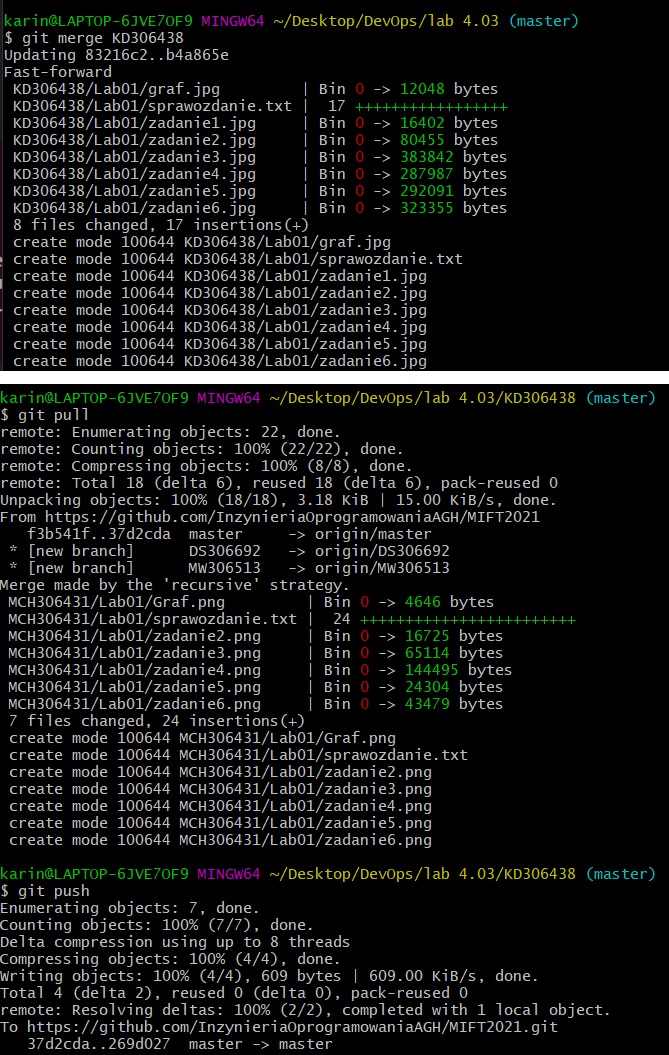 karin@LAPTOP-6JVE7OF9 MINGW64 ~/Desktop/DevOps/lab 4.03 (master)
$ git merge KD306438
Updating 83216c2..b4a865e
Fast-forward
 KD306438/Lab01/graf.jpg         | Bin 0 -> 12048 bytes
 KD306438/Lab01/sprawozdanie.txt |  17 +++++++++++++++++
 KD306438/Lab01/zadanie1.jpg     | Bin 0 -> 16402 bytes
 KD306438/Lab01/zadanie2.jpg     | Bin 0 -> 80455 bytes
 KD306438/Lab01/zadanie3.jpg     | Bin 0 -> 383842 bytes
 KD306438/Lab01/zadanie4.jpg     | Bin 0 -> 287987 bytes
 KD306438/Lab01/zadanie5.jpg     | Bin 0 -> 292091 bytes
 KD306438/Lab01/zadanie6.jpg     | Bin 0 -> 323355 bytes
 8 files changed, 17 insertions(+)
 create mode 100644 KD306438/Lab01/graf.jpg
 create mode 100644 KD306438/Lab01/sprawozdanie.txt
 create mode 100644 KD306438/Lab01/zadanie1.jpg
 create mode 100644 KD306438/Lab01/zadanie2.jpg
 create mode 100644 KD306438/Lab01/zadanie3.jpg
 create mode 100644 KD306438/Lab01/zadanie4.jpg
 create mode 100644 KD306438/Lab01/zadanie5.jpg
 create mode 100644 KD306438/Lab01/zadanie6.jpg
karin@LAPTOP-6JVE7OF9 MINGW64 ~/Desktop/DevOps/lab 4.03/KD306438 (master)
$ git pull
remote: Enumerating objects: 22, done.
remote: Counting objects: 100% (22/22), done.
remote: Compressing objects: 100% (8/8), done.
remote: Total 18 (delta 6), reused 18 (delta 6), pack-reused 0
Unpacking objects: 100% (18/18), 3.18 KiB | 15.00 KiB/s, done.
From https://github.com/InzynieriaOprogramowaniaAGH/MIFT2021
   f3b541f..37d2cda  master    -> origin/master
 * [new branch]      DS306692   -> origin/DS306692
 * [new branch]      MW306513   -> origin/MW306513
Merge made by the 'recursive' strategy.
 MCH306431/Lab01/Graf.png         | Bin 0 -> 4646 bytes
 MCH306431/Lab01/sprawozdanie.txt |  24 ++++++++++++++++++++++++
 MCH306431/Lab01/zadanie2.png     | Bin 0 -> 16725 bytes
 MCH306431/Lab01/zadanie3.png     | Bin 0 -> 65114 bytes
 MCH306431/Lab01/zadanie4.png     | Bin 0 -> 144495 bytes
 MCH306431/Lab01/zadanie5.png     | Bin 0 -> 24304 bytes
 MCH306431/Lab01/zadanie6.png     | Bin 0 -> 43479 bytes
 7 files changed, 24 insertions(+)
 create mode 100644 MCH306431/Lab01/Graf.png
 create mode 100644 MCH306431/Lab01/sprawozdanie.txt
 create mode 100644 MCH306431/Lab01/zadanie2.png
 create mode 100644 MCH306431/Lab01/zadanie3.png
 create mode 100644 MCH306431/Lab01/zadanie4.png
 create mode 100644 MCH306431/Lab01/zadanie5.png
 create mode 100644 MCH306431/Lab01/zadanie6.png
karin@LAPTOP-6JVE7OF9 MINGW64 ~/Desktop/DevOps/lab 4.03/KD306438 (master)
$ git push
Enumerating objects: 7, done.
Counting objects: 100% (7/7), done.
Delta compression using up to 8 threads
Compressing objects: 100% (4/4), done.
Writing objects: 100% (4/4), 609 bytes | 609.00 KiB/s, done.
Total 4 (delta 2), reused 0 (delta 0), pack-reused 0
remote: Resolving deltas: 100% (2/2), completed with 1 local object.
To https://github.com/InzynieriaOprogramowaniaAGH/MIFT2021.git
   37d2cda..269d027  master -> master